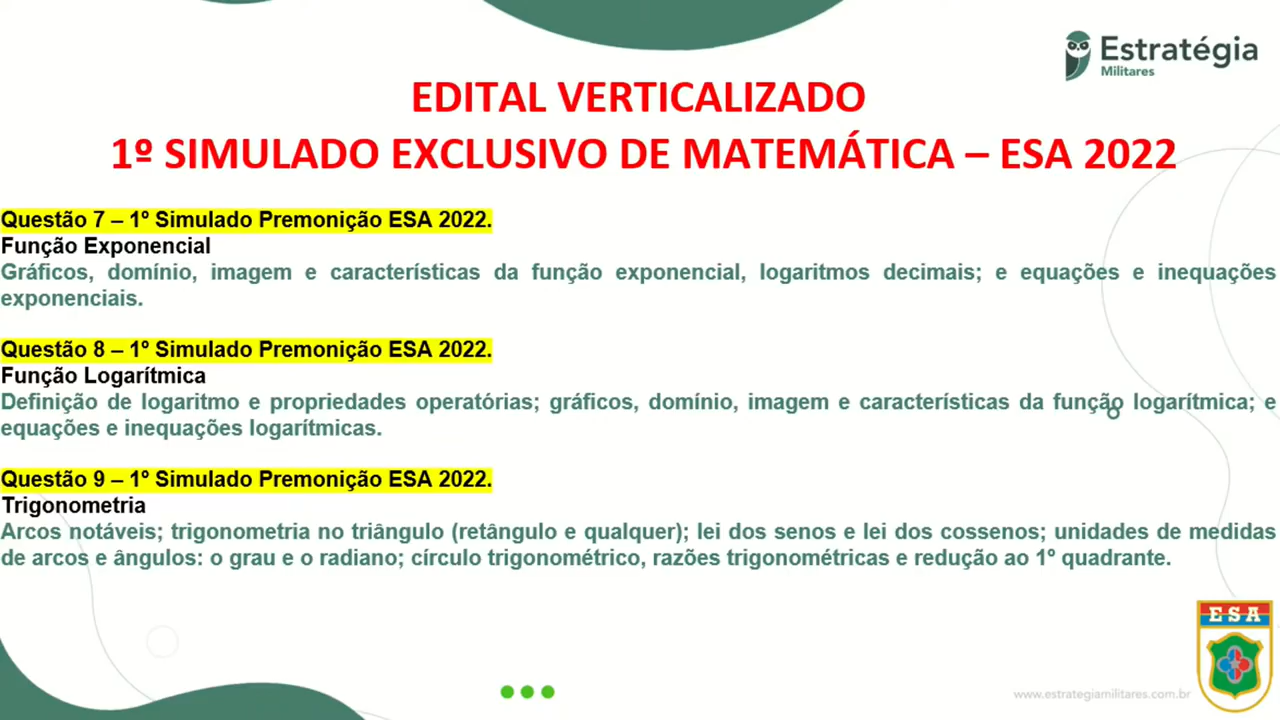 Estratégia
Militares
EDITAL VERTICALIZADO
1º SIMULADO EXCLUSIVO DE MATEMÁTICA – ESA 2022
Questão 7 – 1º Simulado Premonição ESA 2022.
Função Exponencial
Gráficos, domínio, imagem e características da função exponencial, logaritmos decimais; e equações e inequações
exponenciais.
Questão 8 – 1º Simulado Premonição ESA 2022.
Função Logarítmica
Definição de logaritmo e propriedades operatórias; gráficos, domínio, imagem e características da função logarítmica; e
equações e inequações logarítmicas.
Questão 9 – 1º Simulado Premonição ESA 2022.
Trigonometria
Arcos notáveis; trigonometria no triângulo (retângulo e qualquer); lei dos senos e lei dos cossenos; unidades de medidas
de arcos e ângulos: o grau e o radiano; círculo trigonométrico, razões trigonométricas e redução ao 1º quadrante.
ESA
www.estrategiamilitares.com.br